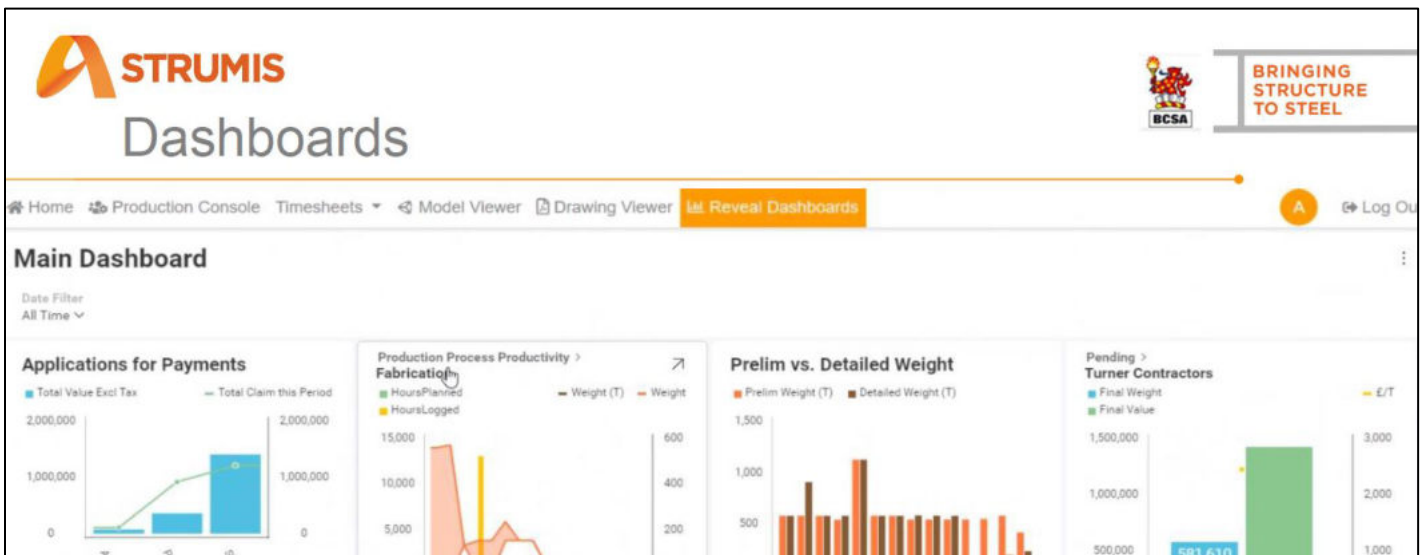 STRUMIS
Dashboards
BCSA
BRINGING
STRUCTURE
TO STEEL
Home Production Console Timesheets Model Viewer Drawing Viewer Reveal Dashboards A Log Ou
Main Dashboard
Date Filter
All Time
Applications for Payments
Total Value Excl Tax Total Claim this Period
2,000,000 2,000,000
1,000,000 1,000,000
0 0
Production Process Productivity >
Fabrication
HoursPlanned Weight (T) Weight
HoursLogged
15,000 600
10,000 400
5,000 200
Prelim vs. Detailed Weight
Prelim Weight (T) Detailed Weight (T)
1,500
1,000
500
Pending >
Turner Contractors
Final Weight £/T
Final Value
1,500,000 3,000
1,000,000 2,000
500,000 581,610 1,000